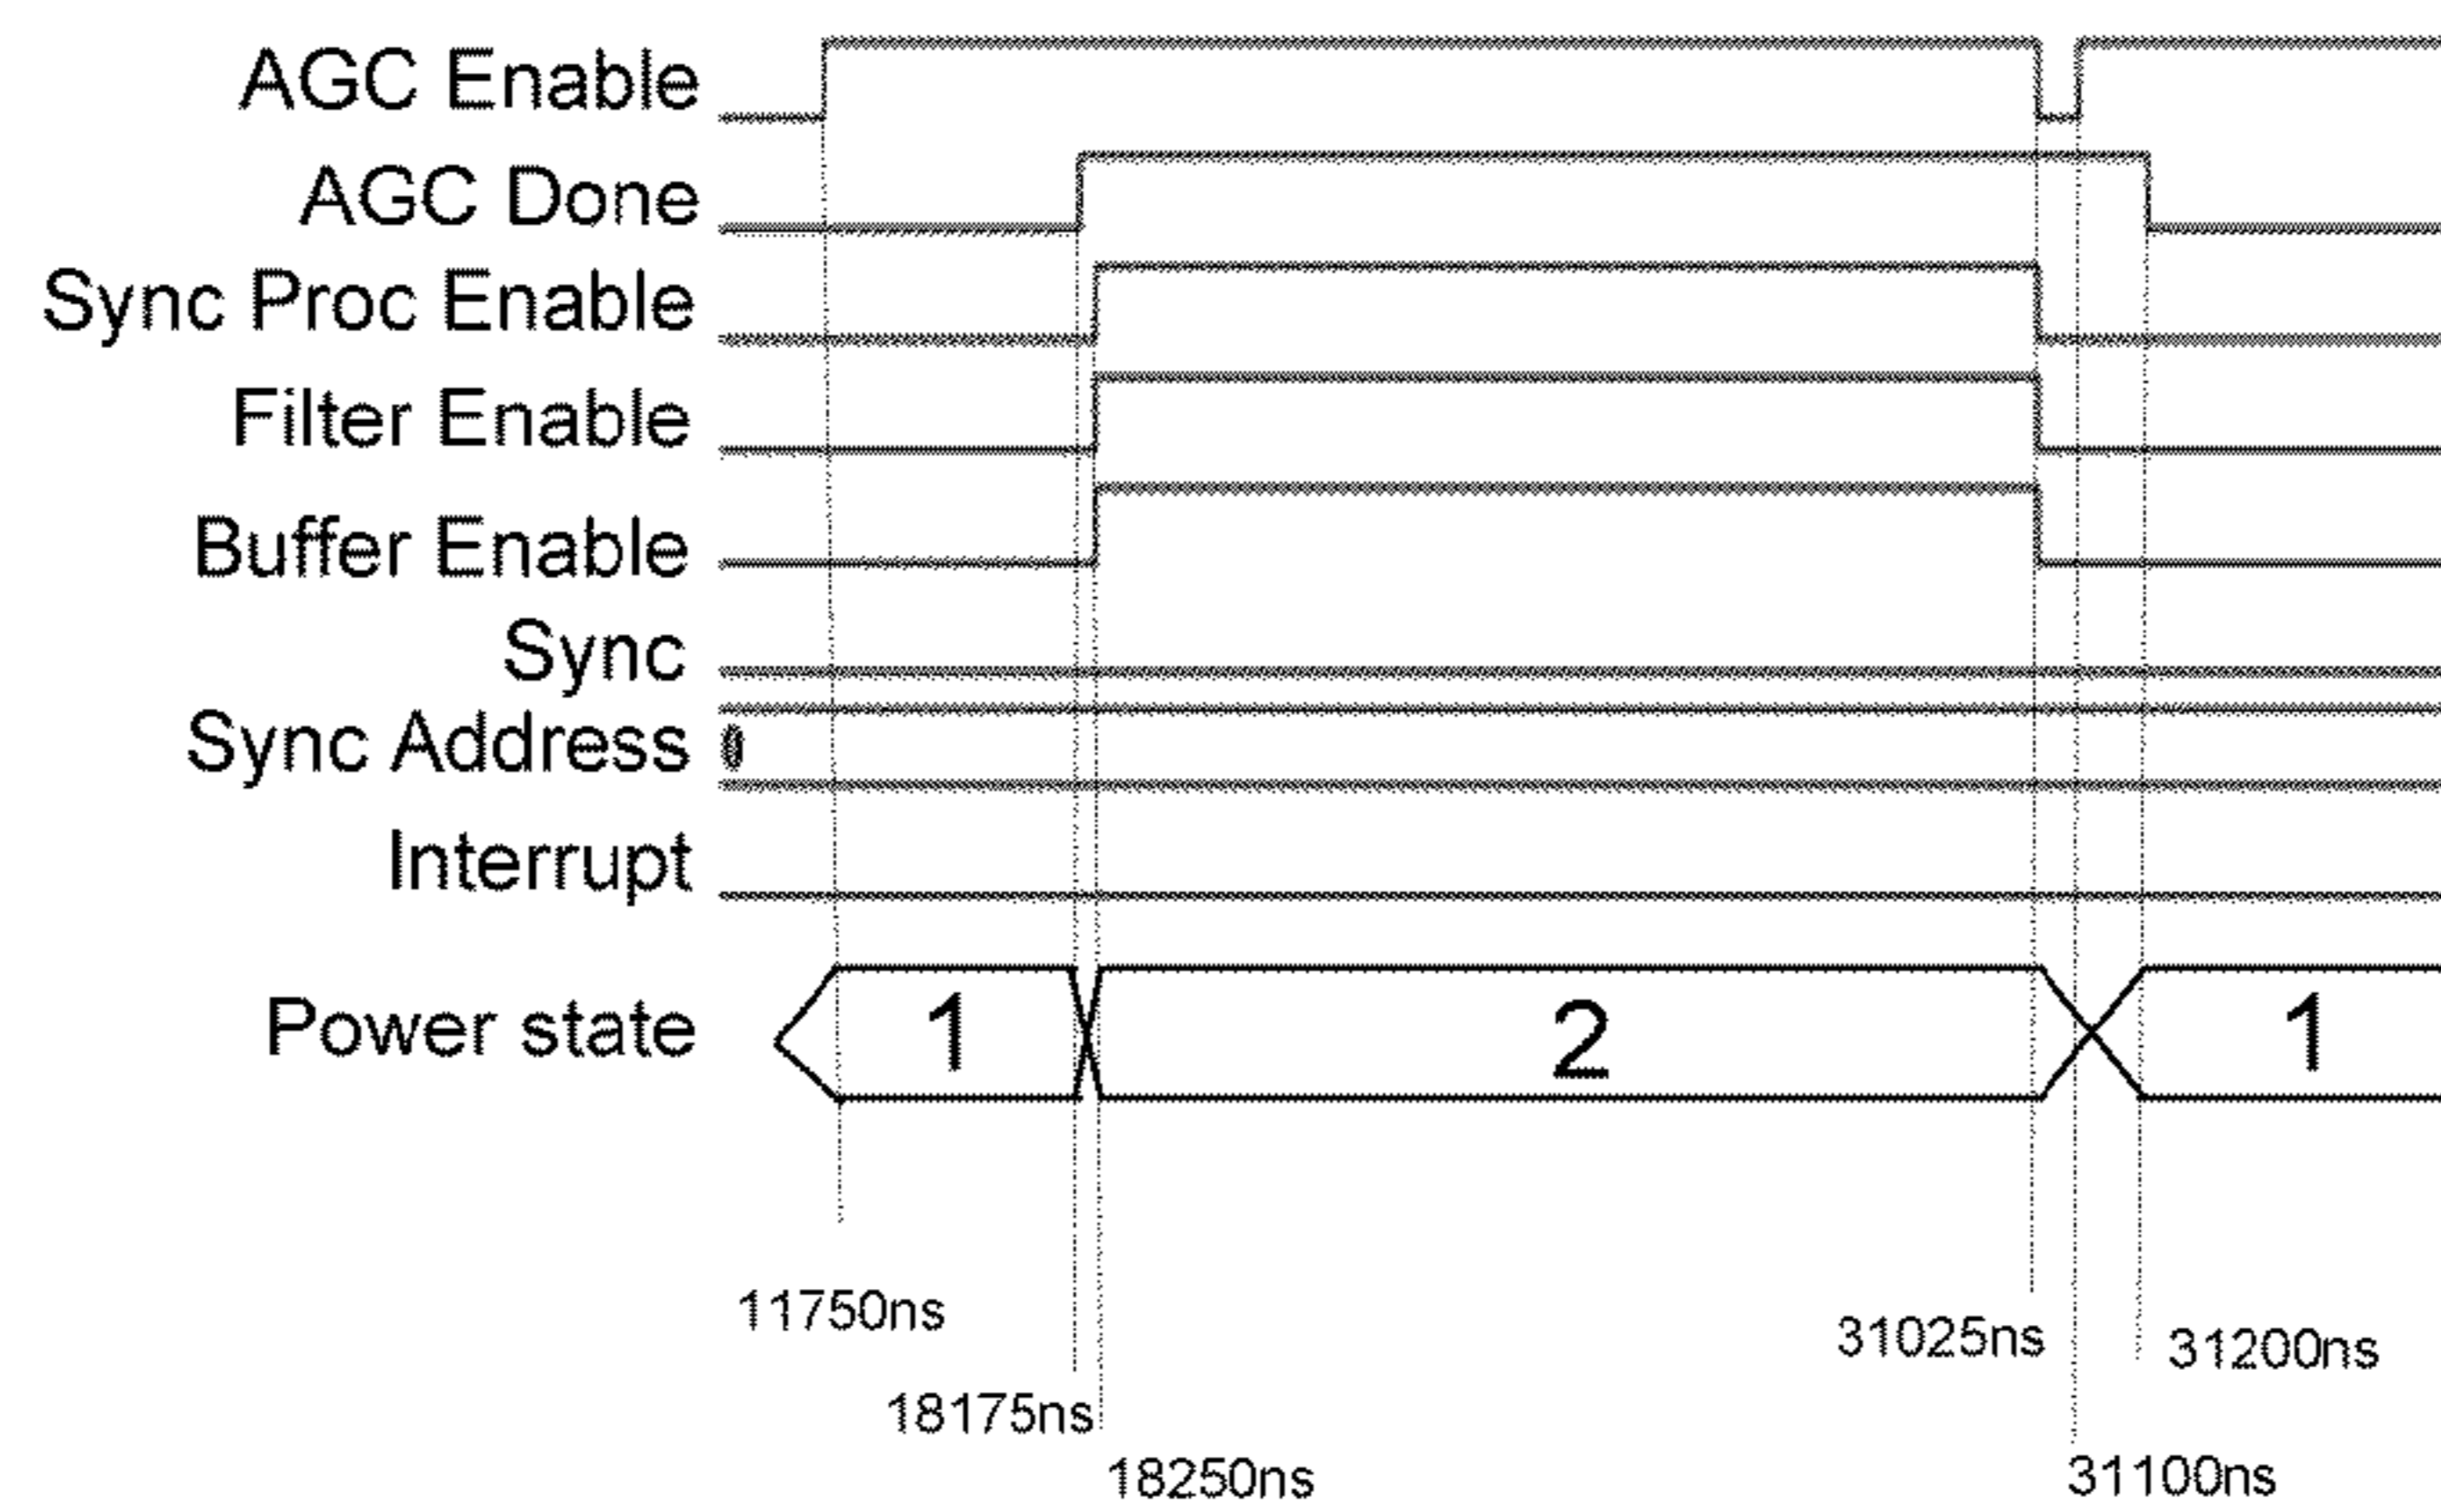 AGC Enable
AGC Done
Sync Proc Enable
Filter Enable
Buffer Enable
Sync
Sync Address 0
Interrupt
Power state 1 2 1
11750ns
31025ns 31200ns
18175ns
18250ns 31100ns